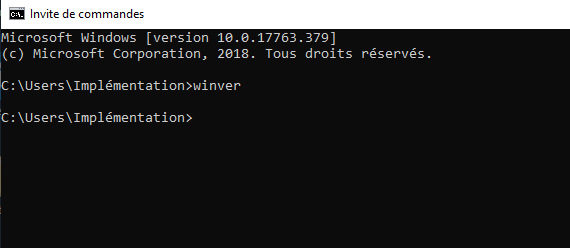 Invite de commandes
Microsoft Windows [version 10.0.17763.379]
(c) Microsoft Corporation, 2018. Tous droits réservés.
C:\Users\Implémentation>winver
C:\Users\Implémentation>